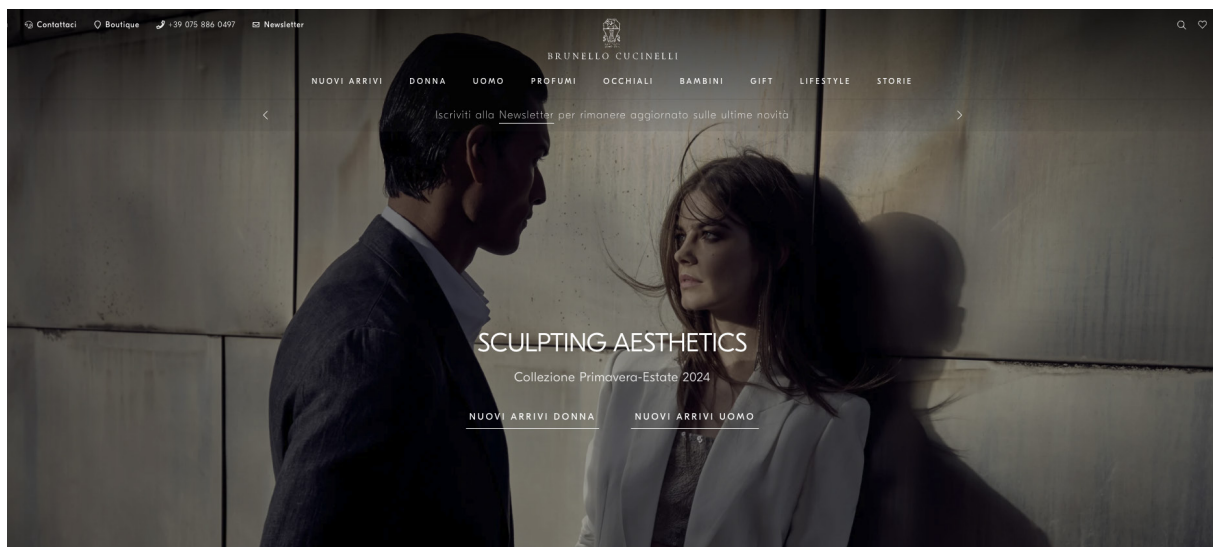 Contattaci Boutique +39 075 886 0497 Newsletter
BRUNELLO CUCINELLI
NUOVI ARRIVI DONNA UOMO PROFUMI OCCHIALI BAMBINI GIFT LIFESTYLE STORIE
Iscriviti alla Newsletter per rimanere aggiornato sulle ultime novità
SCULPTING AESTHETICS
Collezione Primavera-Estate 2024
NUOVI ARRIVI DONNA NUOVI ARRIVI UOMO